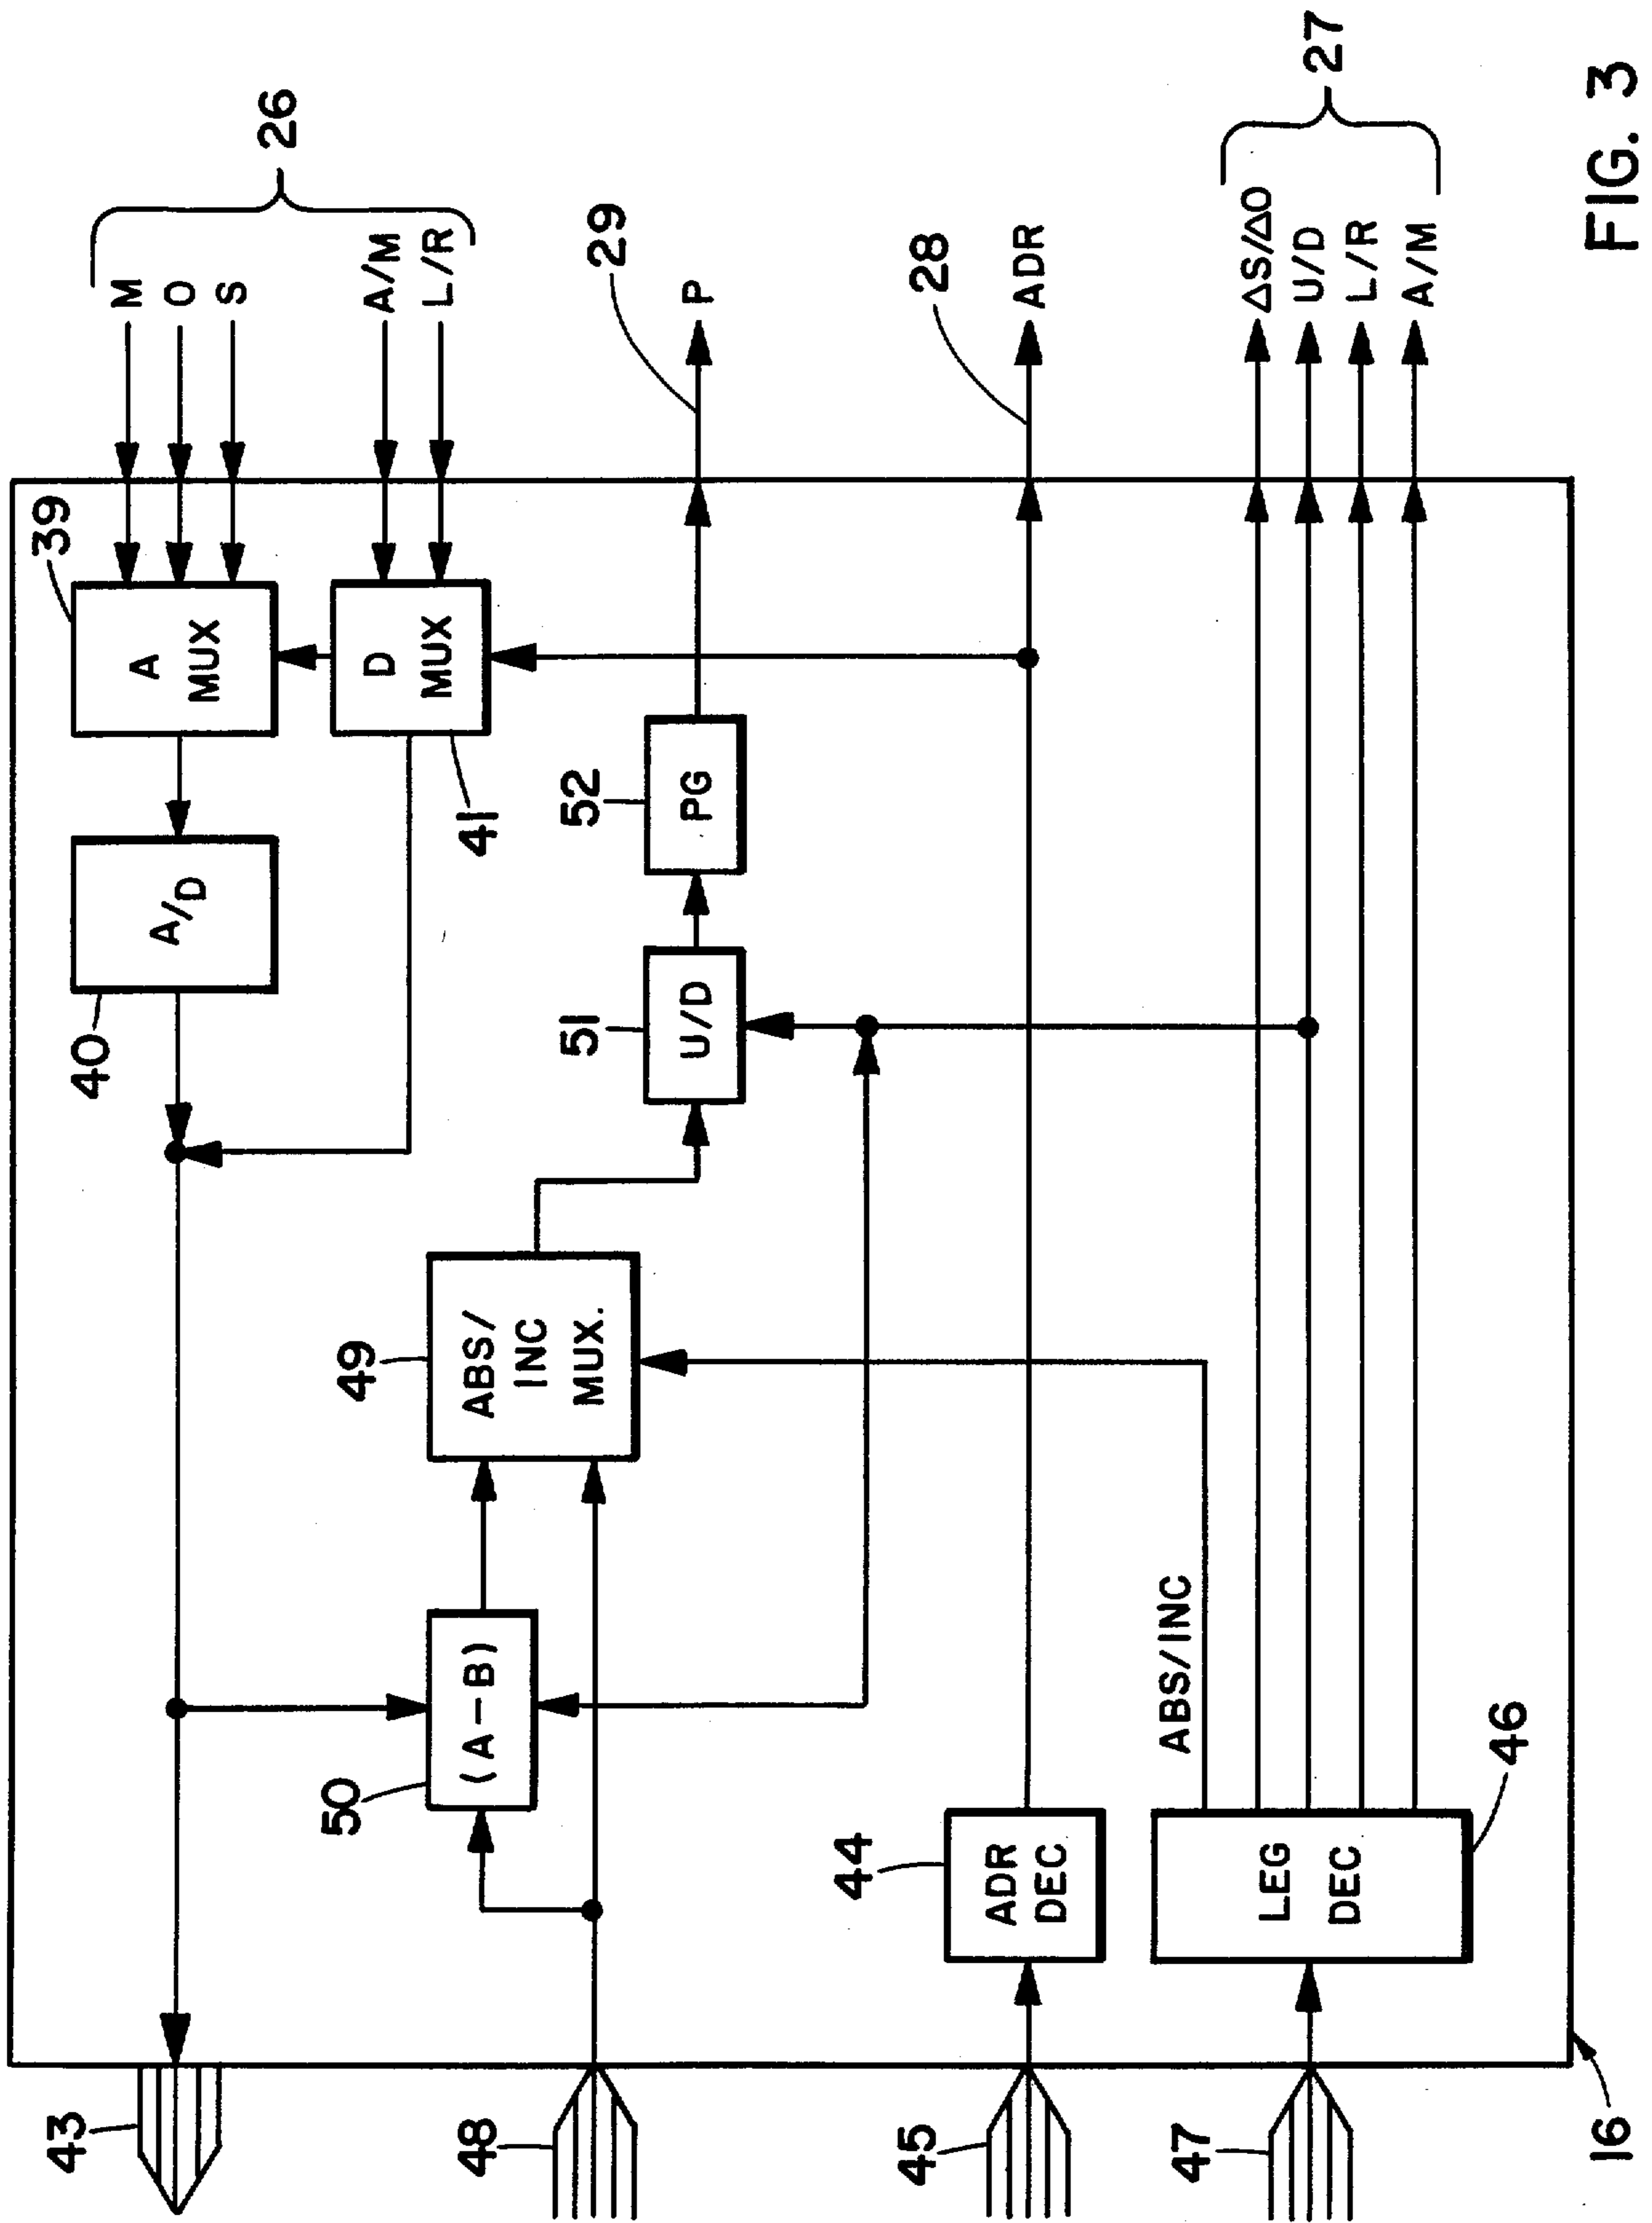 43
48
45
47
16
40
39
A
MUX
A/D
M
O
S
26
D
MUX
41
A/M
L/R
50
(A-B)
49
ABS/
INC
MUX.
51
U/D
52
PG
29
P
44
ADR
DEC
28
ADR
ABS/INC
LEG
DEC
46
ΔS/ΔO
U/D
L/R
A/M
27
FIG. 3